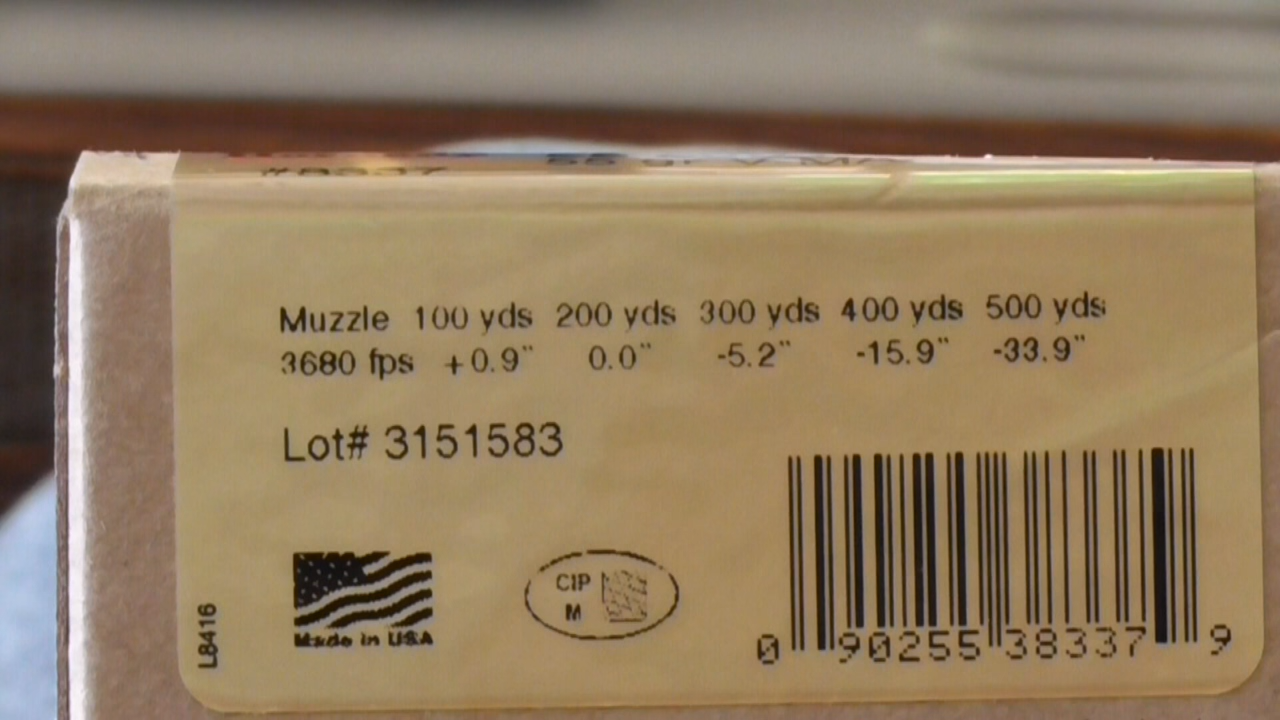 Muzzle 100 yds 200 yds 300 yds 400 yds 500 yds
3680 fps +0.9" 0.0" -5.2" -15.9" -33.9"
Lot# 3151583
CIP
M
Made in USA
L8416
0 90255 38337 9